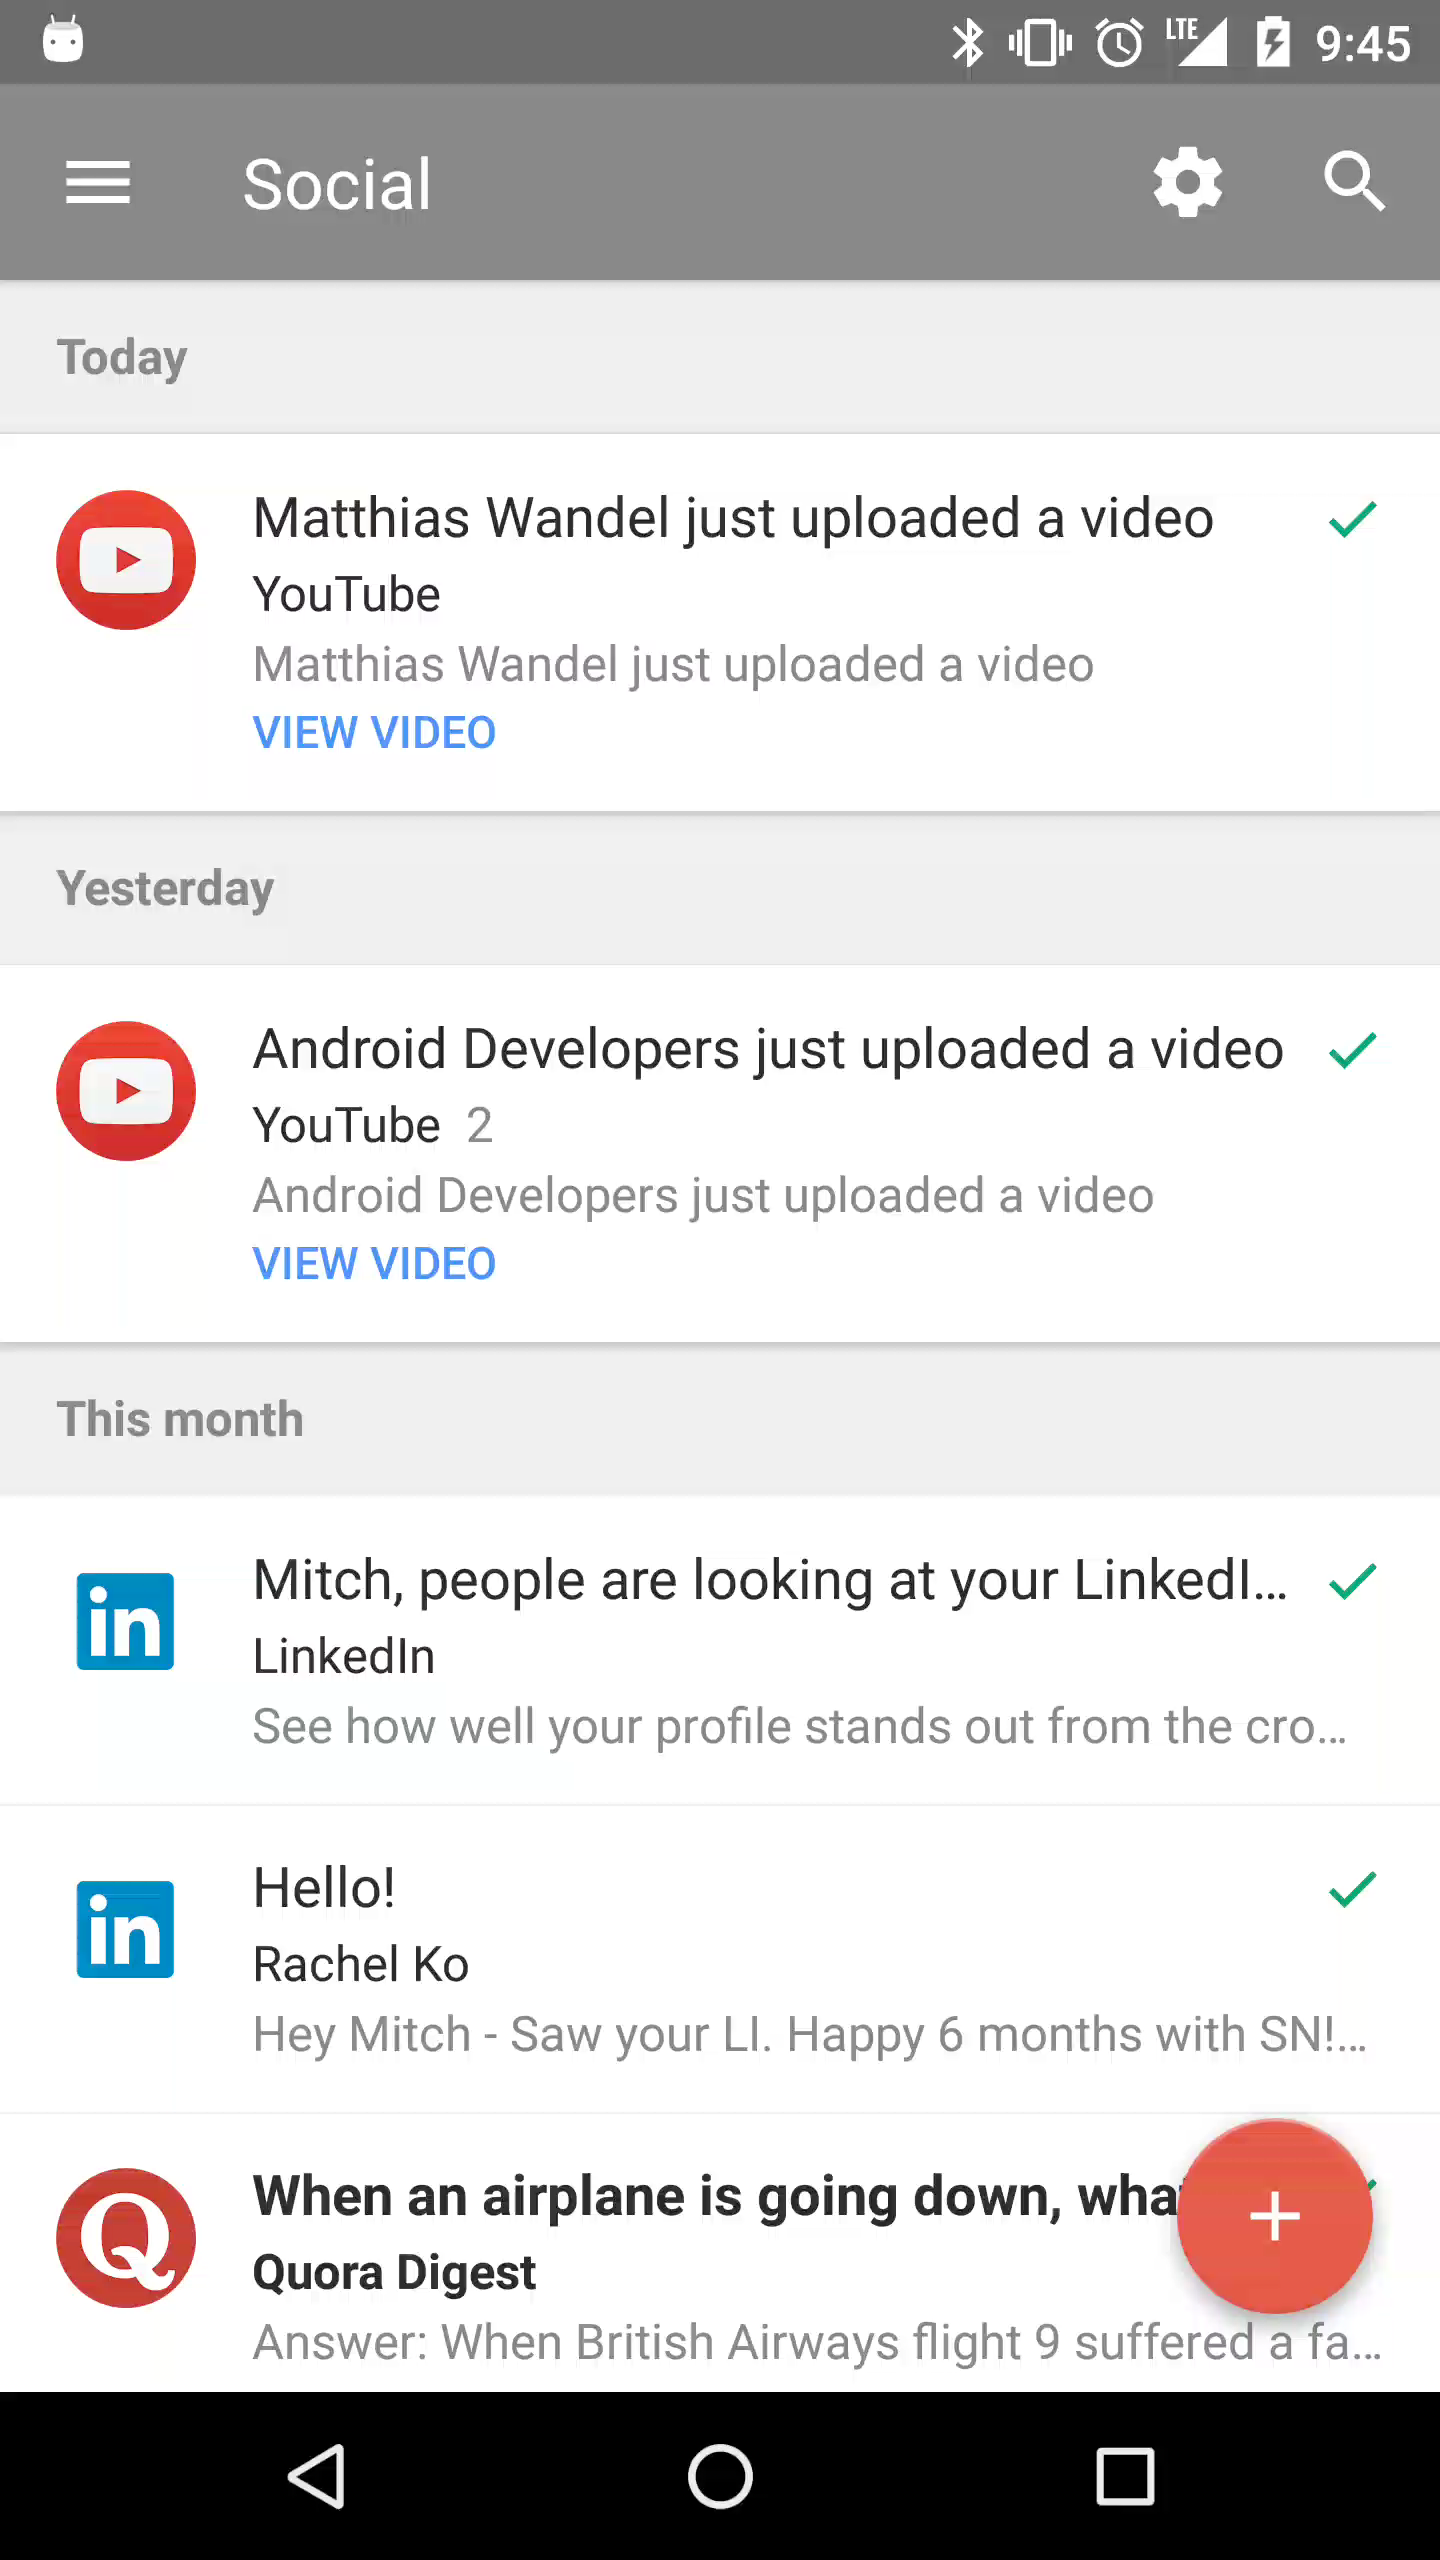 LTE 9:45
Social
Today
Matthias Wandel just uploaded a video
YouTube
Matthias Wandel just uploaded a video
VIEW VIDEO
Yesterday
Android Developers just uploaded a video
YouTube 2
Android Developers just uploaded a video
VIEW VIDEO
This month
in
Mitch, people are looking at your LinkedI...
LinkedIn
See how well your profile stands out from the cro...
in
Hello!
Rachel Ko
Hey Mitch - Saw your LI. Happy 6 months with SN!...
Q
When an airplane is going down, wha
Quora Digest
Answer: When British Airways flight 9 suffered a fa...